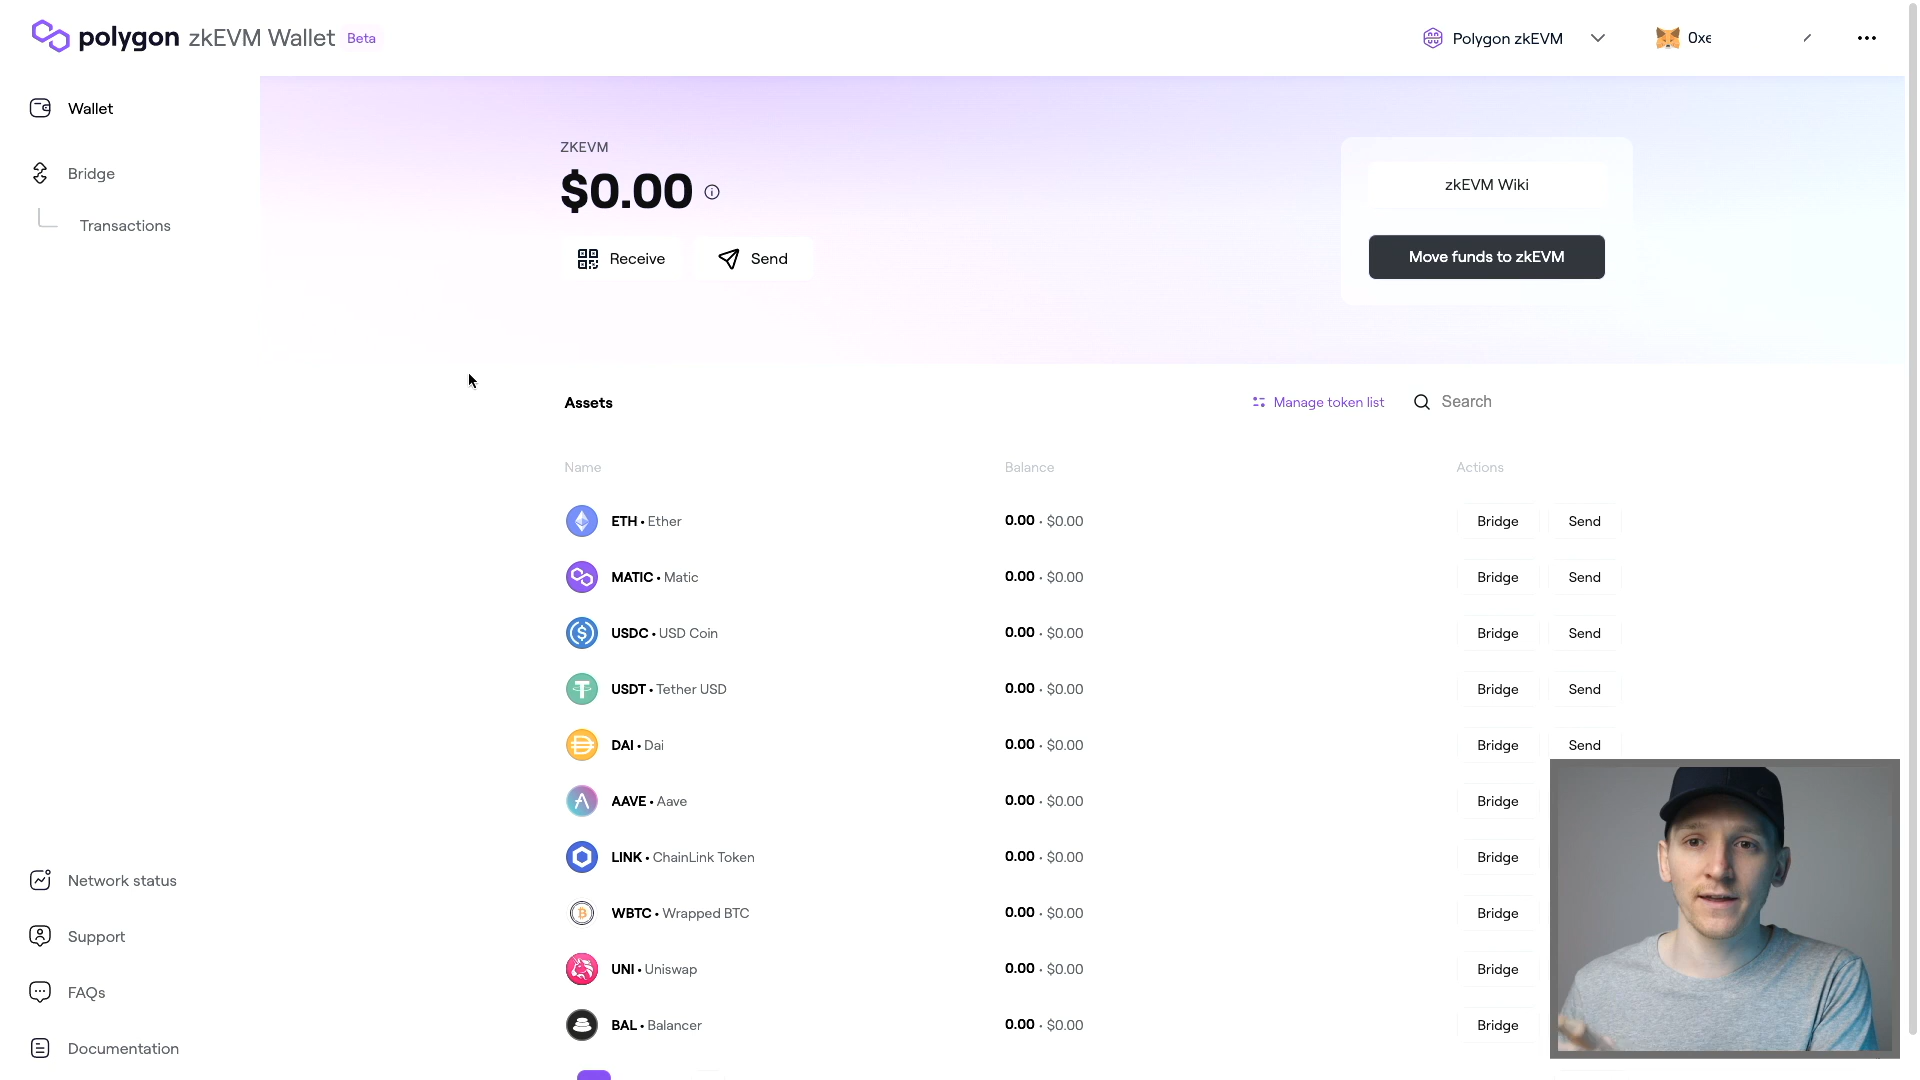 polygon zkEVM Wallet Beta
Polygon zkEVM
0xe
Wallet
Bridge
Transactions
ZKEVM
$0.00
Receive
Send
zkEVM Wiki
Move funds to zkEVM
Assets
Manage token list
Search
Name Balance Actions
ETH • Ether 0.00 • $0.00 Bridge Send
MATIC • Matic 0.00 • $0.00 Bridge Send
USDC • USD Coin 0.00 • $0.00 Bridge Send
USDT • Tether USD 0.00 • $0.00 Bridge Send
DAI • Dai 0.00 • $0.00 Bridge Send
AAVE • Aave 0.00 • $0.00 Bridge
LINK • ChainLink Token 0.00 • $0.00 Bridge
WBTC • Wrapped BTC 0.00 • $0.00 Bridge
UNI • Uniswap 0.00 • $0.00 Bridge
BAL • Balancer 0.00 • $0.00 Bridge
Network status
Support
FAQs
Documentation